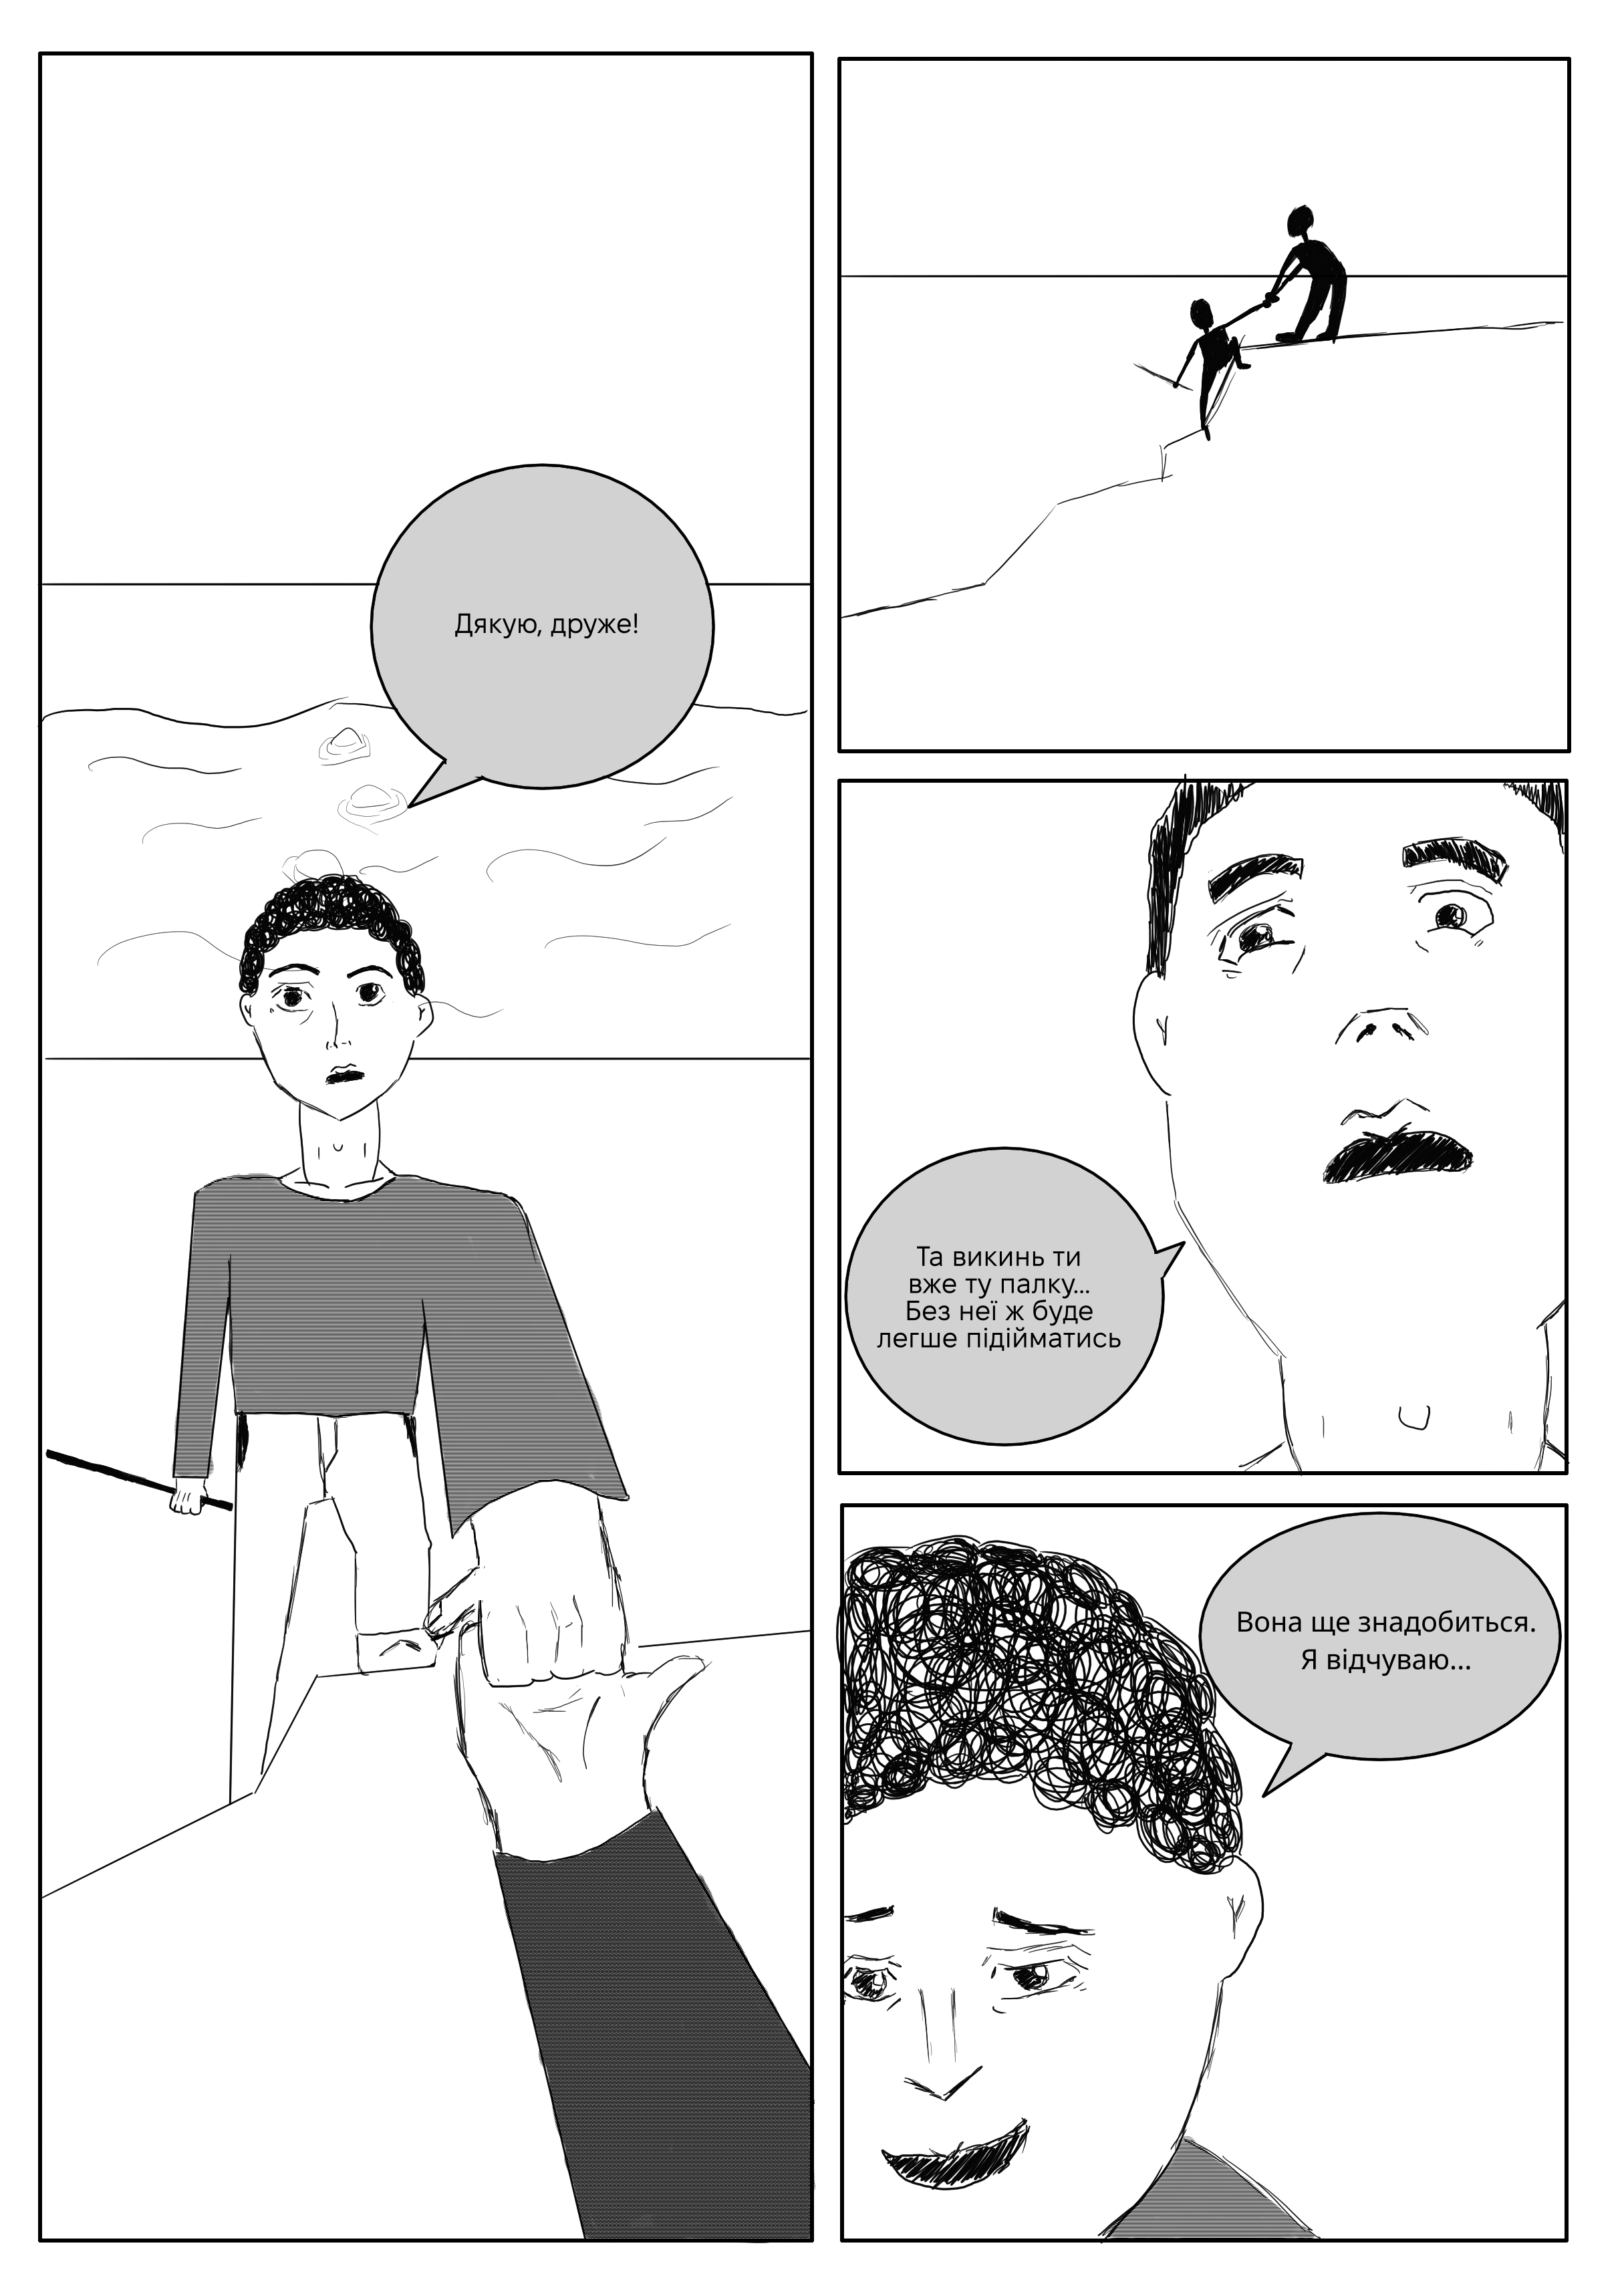 Дякую, друже!
Та викинь ти
вже ту палку...
Без неї ж буде
легше підійматись
Вона ще знадобиться.
Я відчуваю...